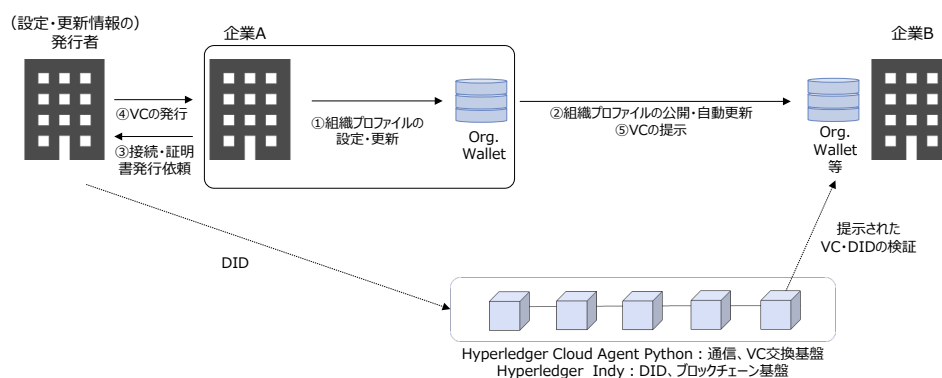 （設定・更新情報の）
発行者
企業A
企業B
④VCの発行
③接続・証明
書発行依頼
①組織プロファイルの
設定・更新
Org.
Wallet
②組織プロファイルの公開・自動更新
⑤VCの提示
Org.
Wallet
等
提示された
VC・DIDの検証
DID
Hyperledger Cloud Agent Python：通信、VC交換基盤
Hyperledger Indy：DID、ブロックチェーン基盤